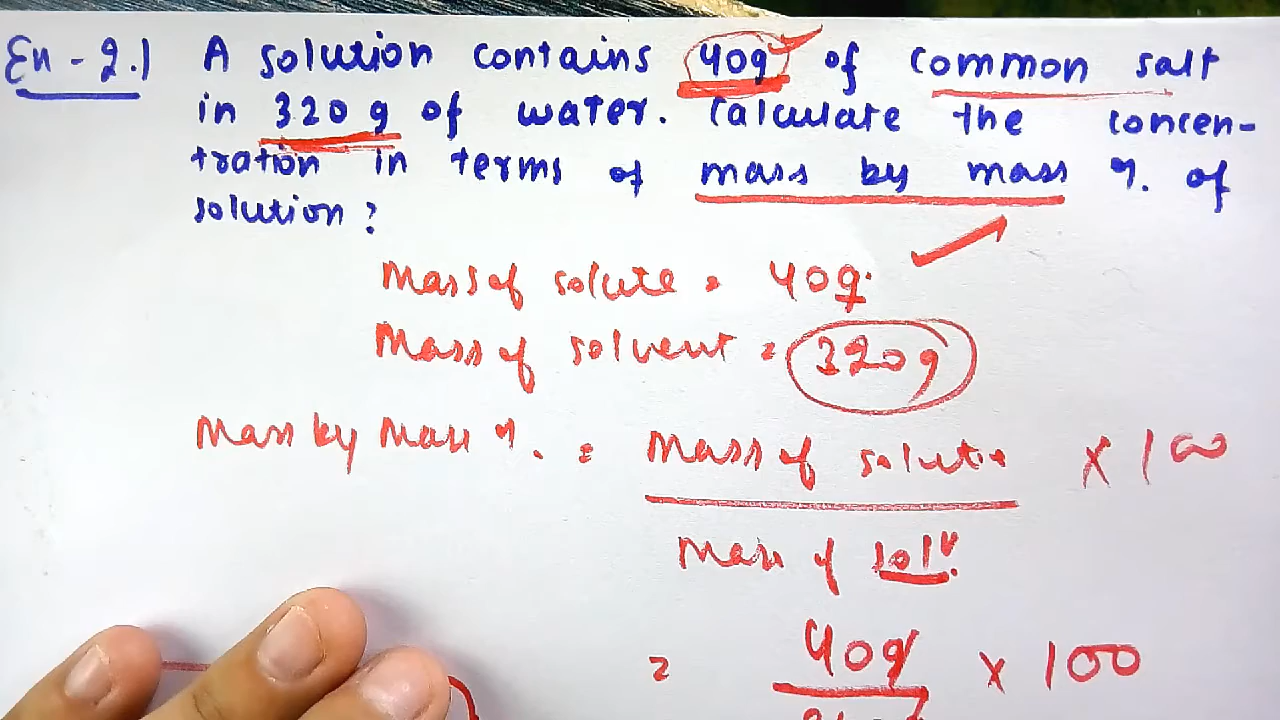 En - 2.1 A solution contains 40g of common salt
in 320 g of water. Calculate the concen-
tration in terms of mass by mass %. of
solution?
Mass of solute = 40g.
Mass of solvent = 320g
Mass by Mass %. = Mass of solute × 100
Mass of solⁿ.
= 40g × 100